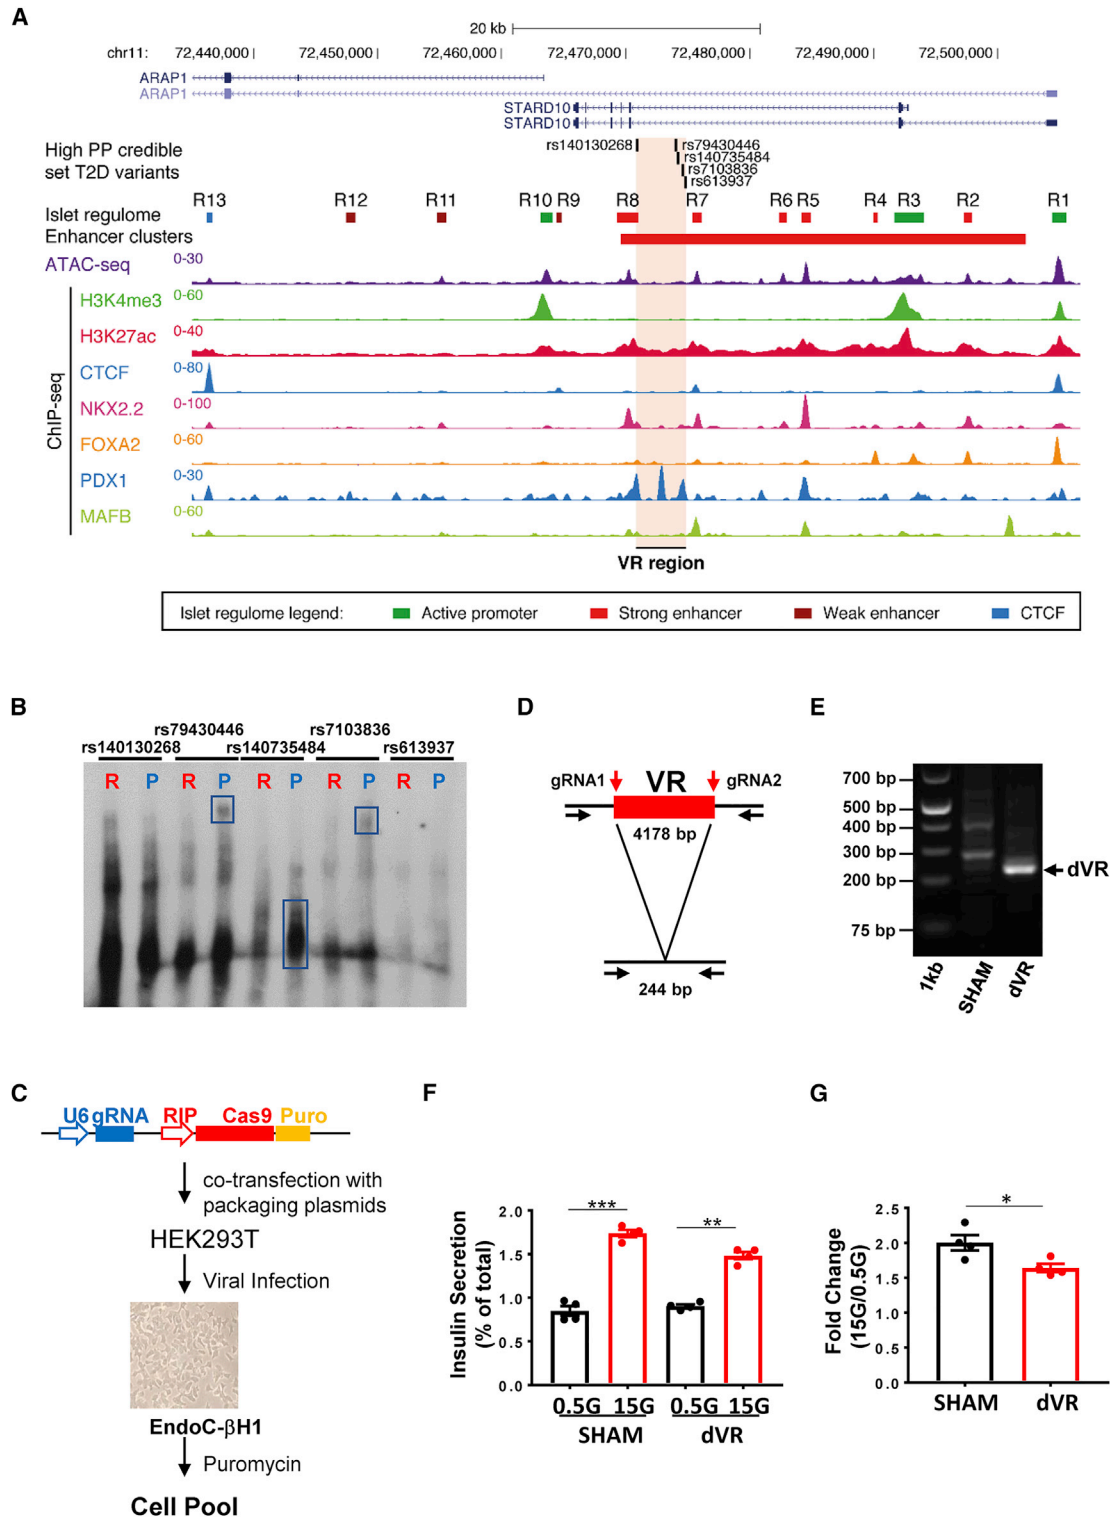 A
20 kb
chr11: 72,440,000 72,450,000 72,460,000 72,470,000 72,480,000 72,490,000 72,500,000
ARAP1
ARAP1
STARD10
STARD10
High PP credible
set T2D variants
rs140130268 rs79430446
rs140735484
rs7103836
rs613937
R13 R12 R11 R10 R9 R8 R7 R6 R5 R4 R3 R2 R1
Islet regulome
Enhancer clusters
ATAC-seq 0-30
ChIP-seq
H3K4me3 0-60
H3K27ac 0-40
CTCF 0-80
NKX2.2 0-100
FOXA2 0-60
PDX1 0-30
MAFB 0-60
VR region
Islet regulome legend: Active promoter Strong enhancer Weak enhancer CTCF
B
rs79430446 rs7103836
rs140130268 rs140735484 rs613937
R P R P R P R P R P
C
U6 gRNA RIP Cas9 Puro
co-transfection with
packaging plasmids
HEK293T
Viral Infection
EndoC-βH1
Puromycin
Cell Pool
D
gRNA1 VR gRNA2
4178 bp
244 bp
E
700 bp
500 bp
400 bp
300 bp
200 bp
75 bp
dVR
1kb SHAM dVR
F
Insulin Secretion
(% of total)
2.0
1.5
1.0
0.5
0.0
*** **
0.5G 15G 0.5G 15G
SHAM dVR
G
Fold Change
(15G/0.5G)
2.5
2.0
1.5
1.0
0.5
0.0
*
SHAM dVR